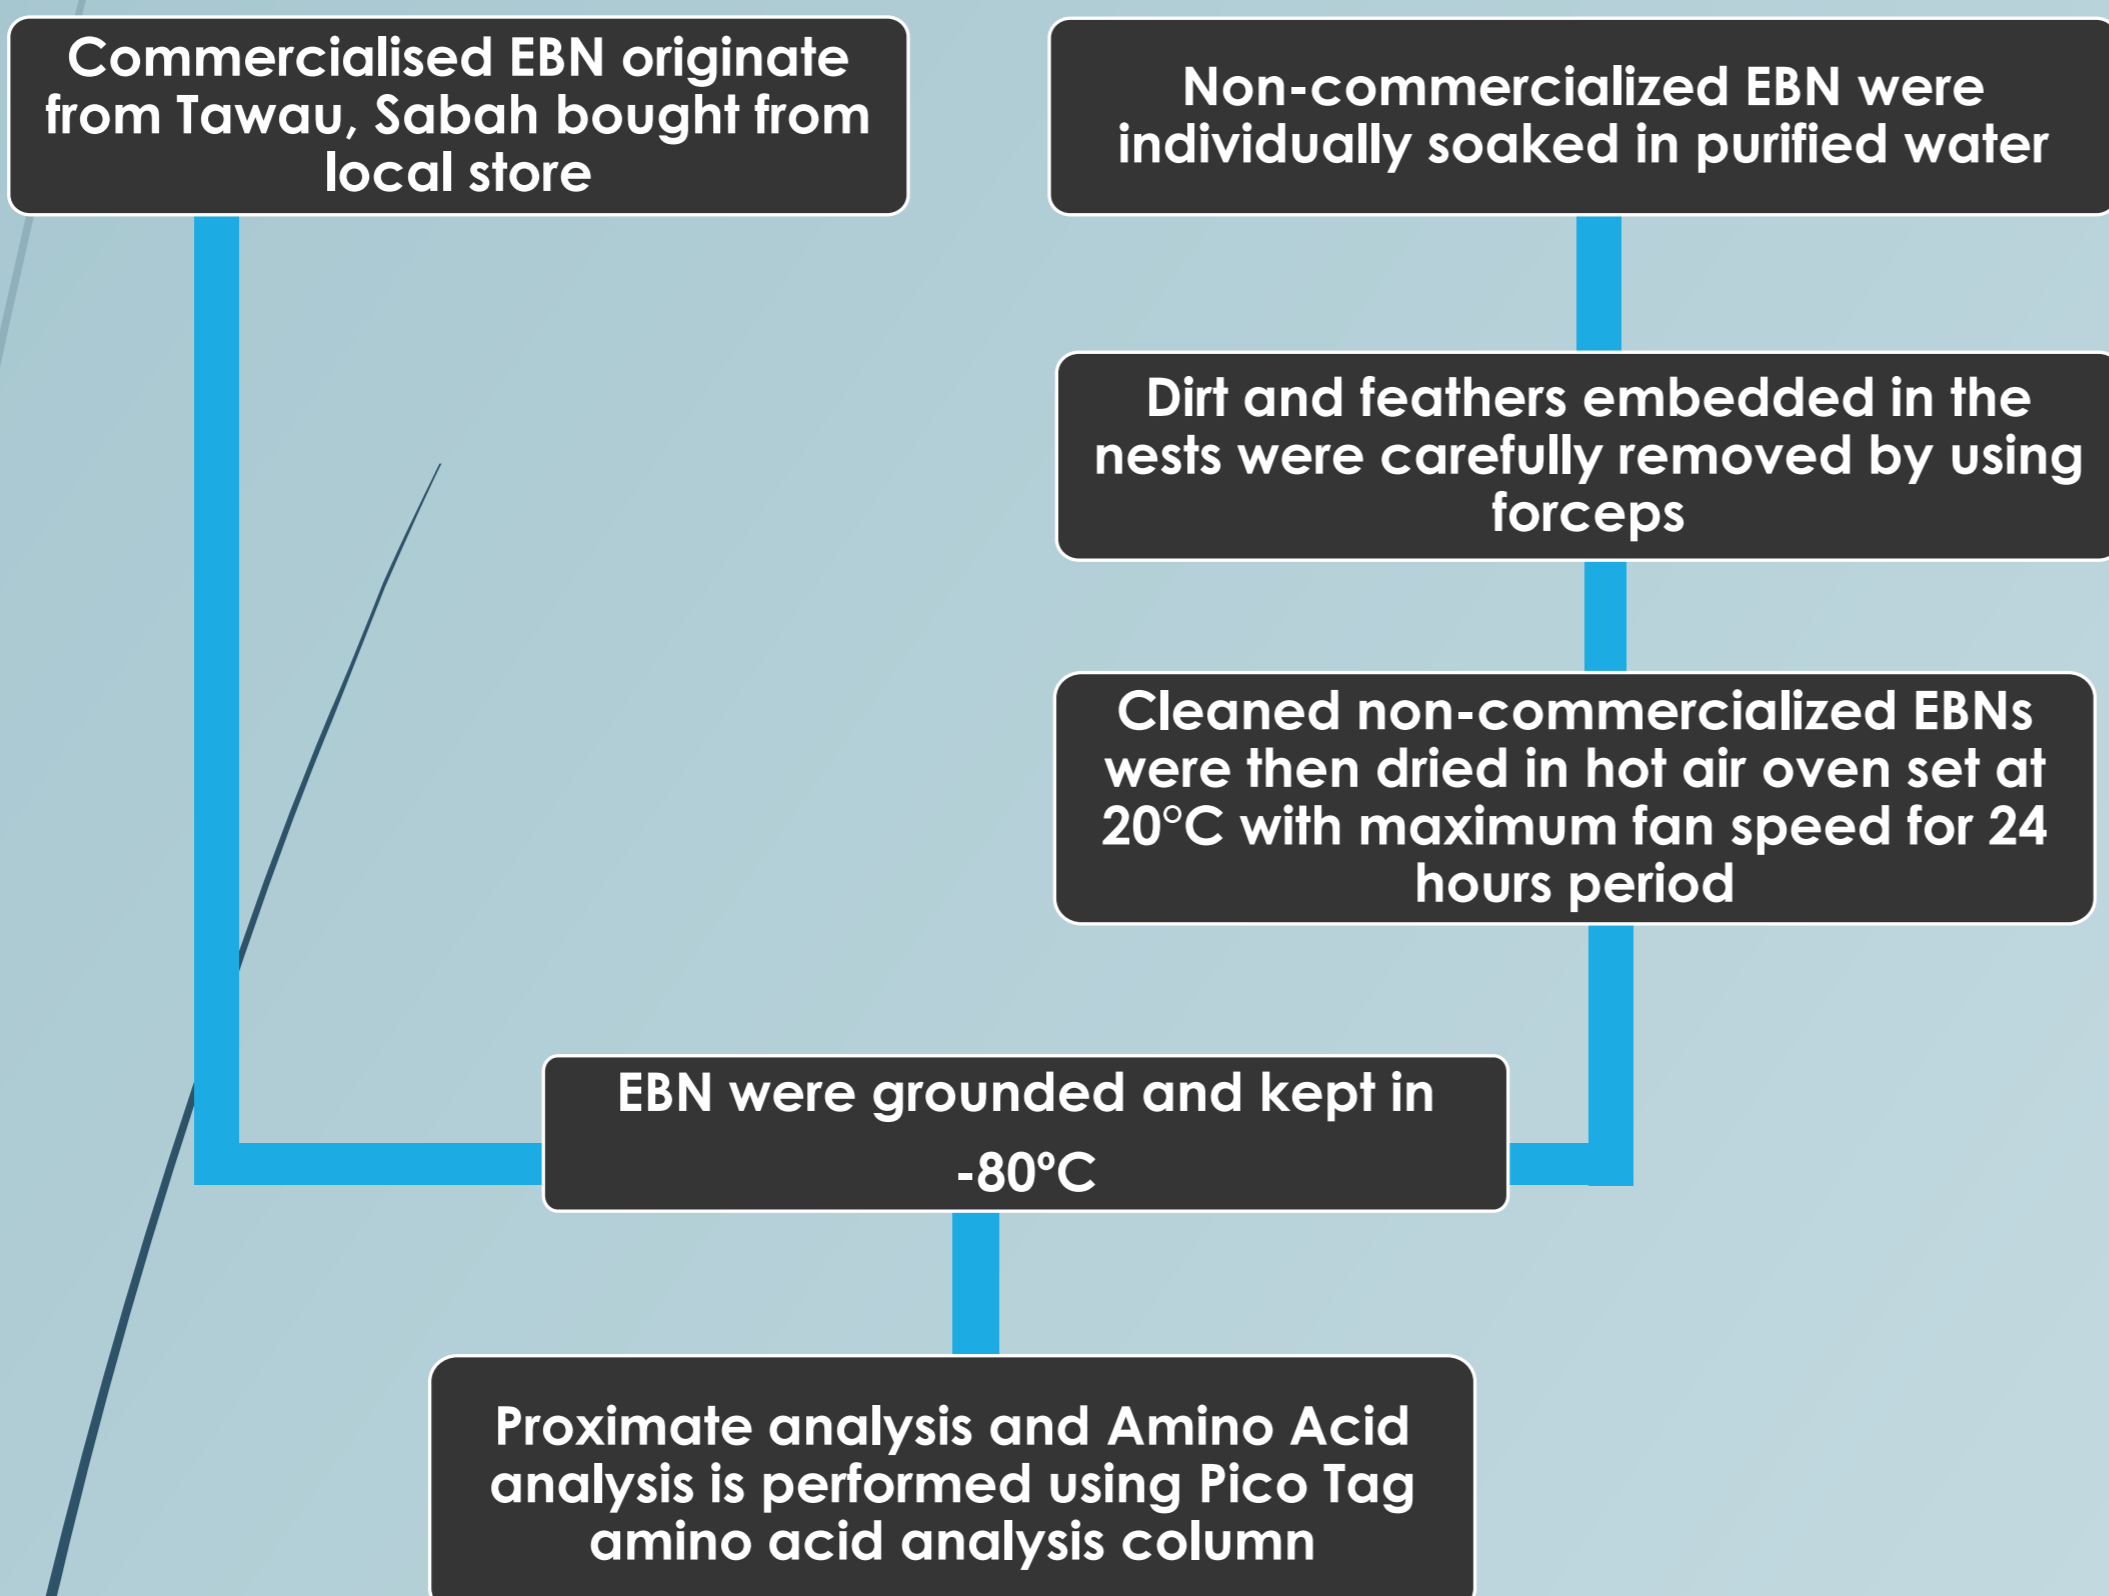 Commercialised EBN originate
from Tawau, Sabah bought from
local store
Non-commercialized EBN were
individually soaked in purified water
Dirt and feathers embedded in the
nests were carefully removed by using
forceps
Cleaned non-commercialized EBNs
were then dried in hot air oven set at
20°C with maximum fan speed for 24
hours period
EBN were grounded and kept in
-80ºC
Proximate analysis and Amino Acid
analysis is performed using Pico Tag
amino acid analysis column